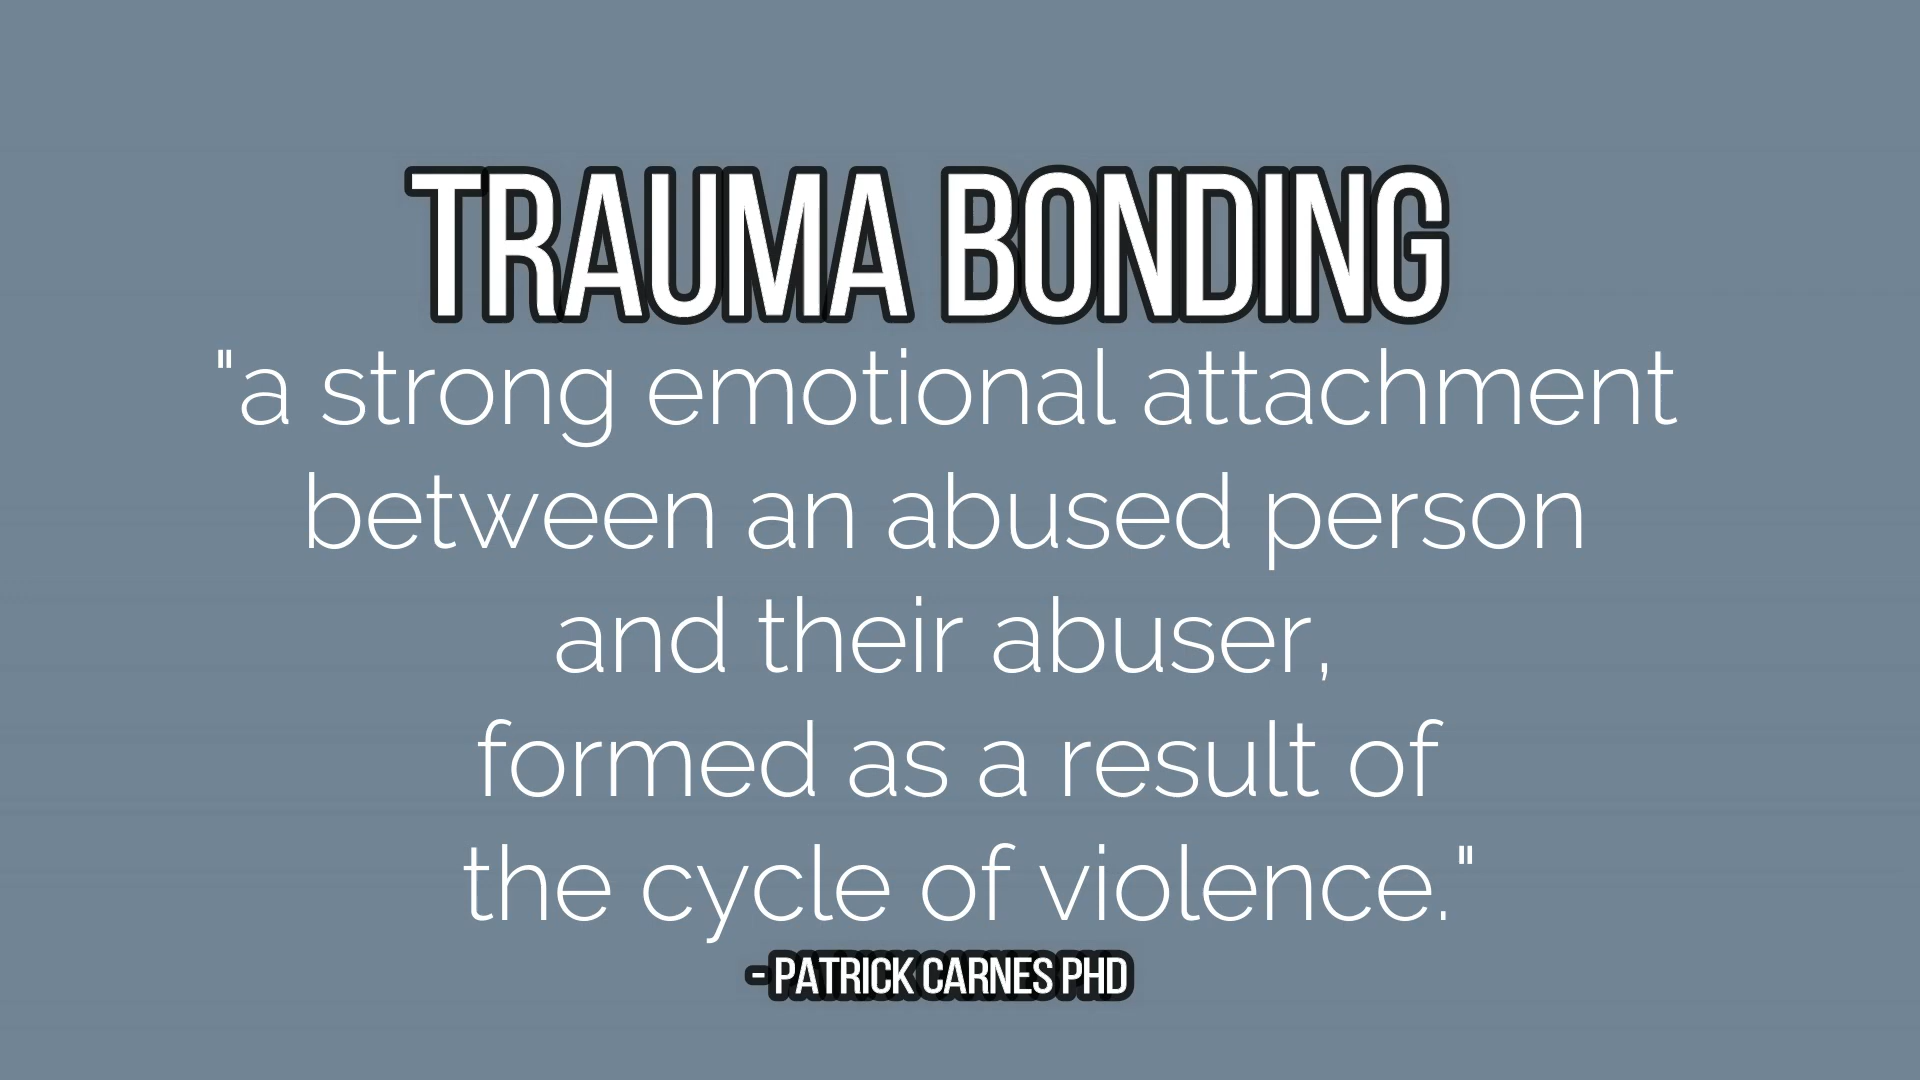 TRAUMA BONDING
"a strong emotional attachment
between an abused person
and their abuser,
formed as a result of
the cycle of violence."
- PATRICK CARNES PHD